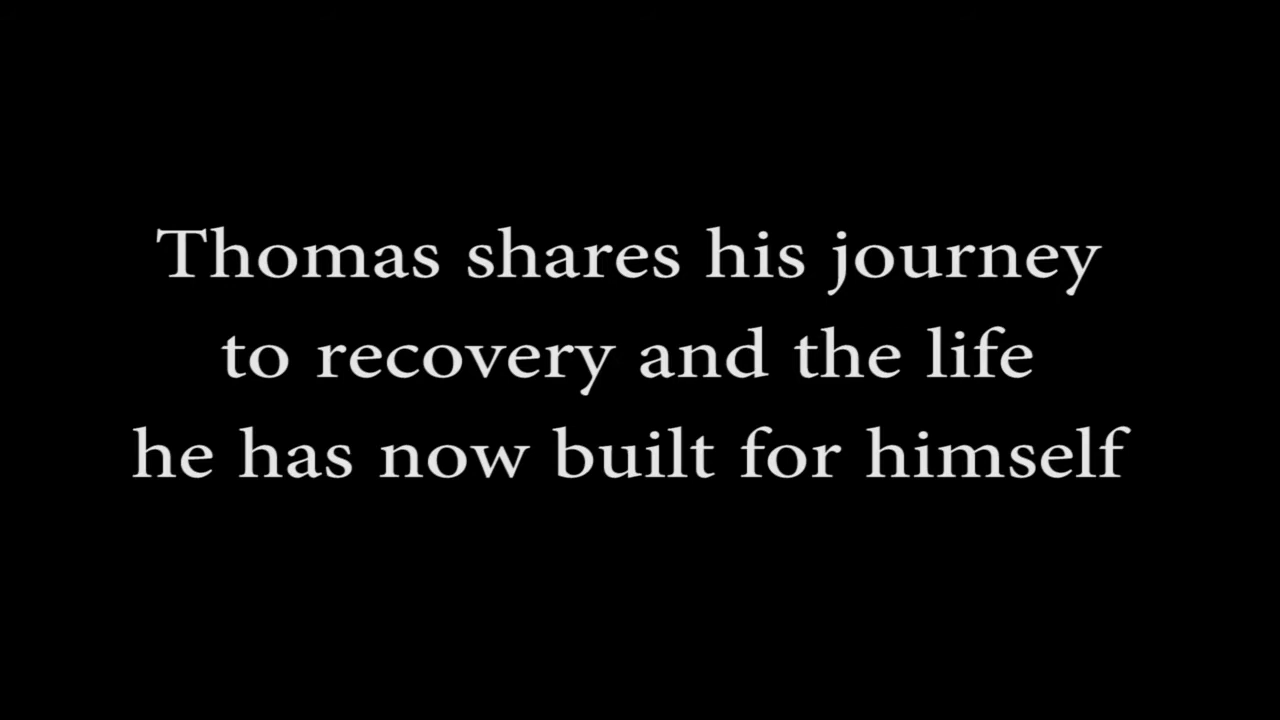 Thomas shares his journey
to recovery and the life
he has now built for himself